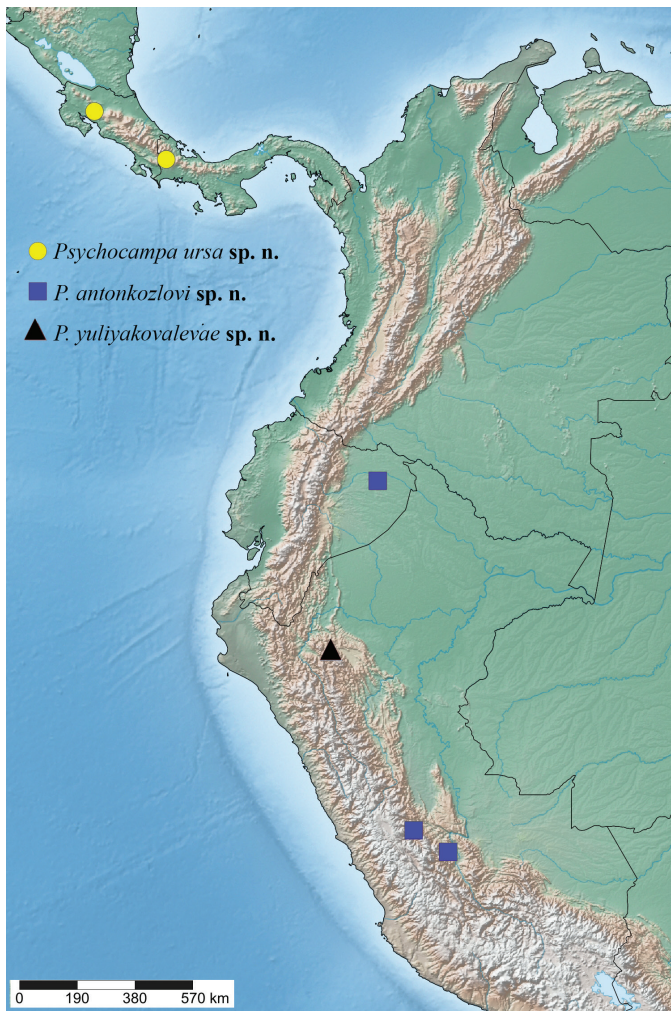 Psychocampa ursa sp. n.
P. antonkozlovi sp. n.
P. yuliyakovalevae sp. n.
0 190 380 570 km